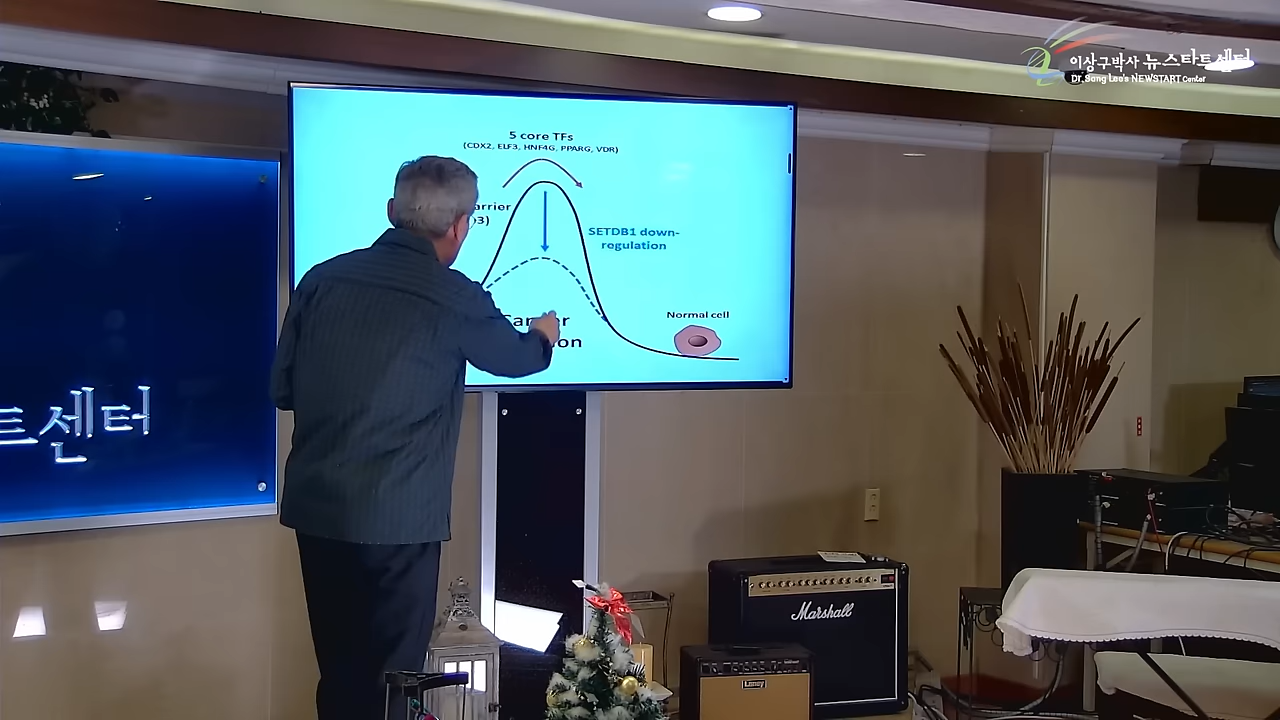 이상구박사 뉴스타트센터
Dr. Sang Lee's NEWSTART Center
5 core TFs
(CDX2, ELF3, HNF4G, PPARG, VDR)
SETDB1 down-
regulation
Normal cell
트센터
Marshall
Laney